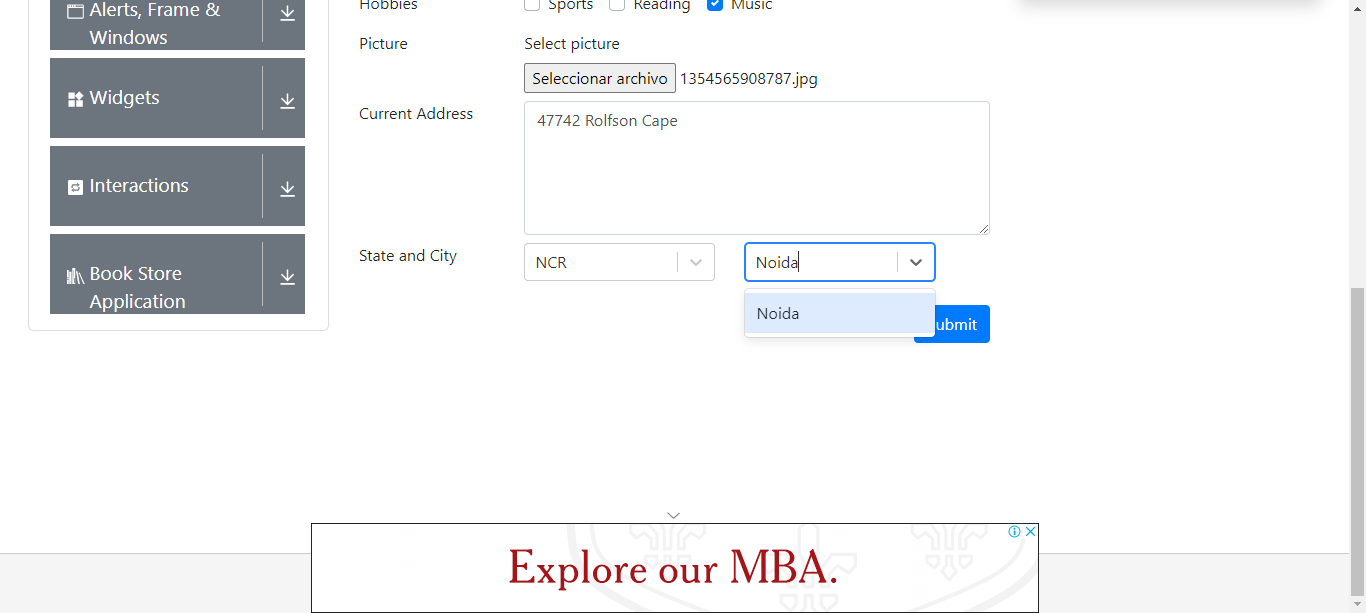 Alerts, Frame &
Windows
Widgets
Interactions
Book Store
Application
Hobbies
Sports Reading Music
Picture
Select picture
Seleccionar archivo 1354565908787.jpg
Current Address
47742 Rolfson Cape
State and City
NCR
Noida
Noida
ubmit
Explore our MBA.